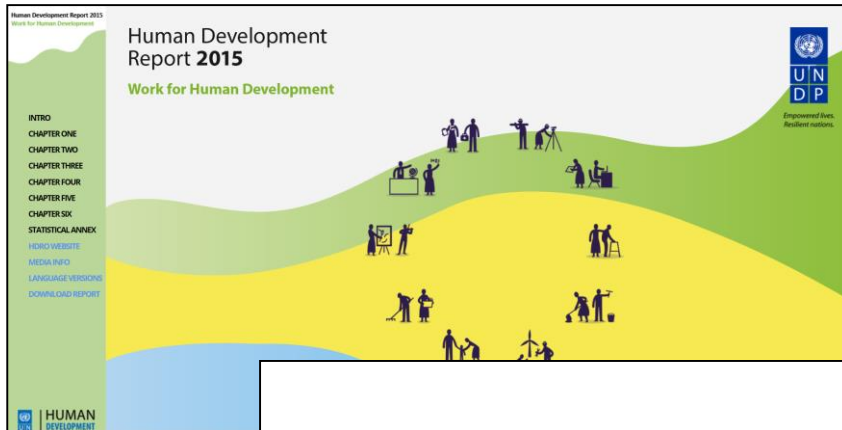 Human Development Report 2015
Work for Human Development
Human Development
Report 2015
Work for Human Development
U N
D P
Empowered lives.
Resilient nations.
INTRO
CHAPTER ONE
CHAPTER TWO
CHAPTER THREE
CHAPTER FOUR
CHAPTER FIVE
CHAPTER SIX
STATISTICAL ANNEX
HDRO WEBSITE
MEDIA INFO
LANGUAGE VERSIONS
DOWNLOAD REPORT
HUMAN
DEVELOPMENT